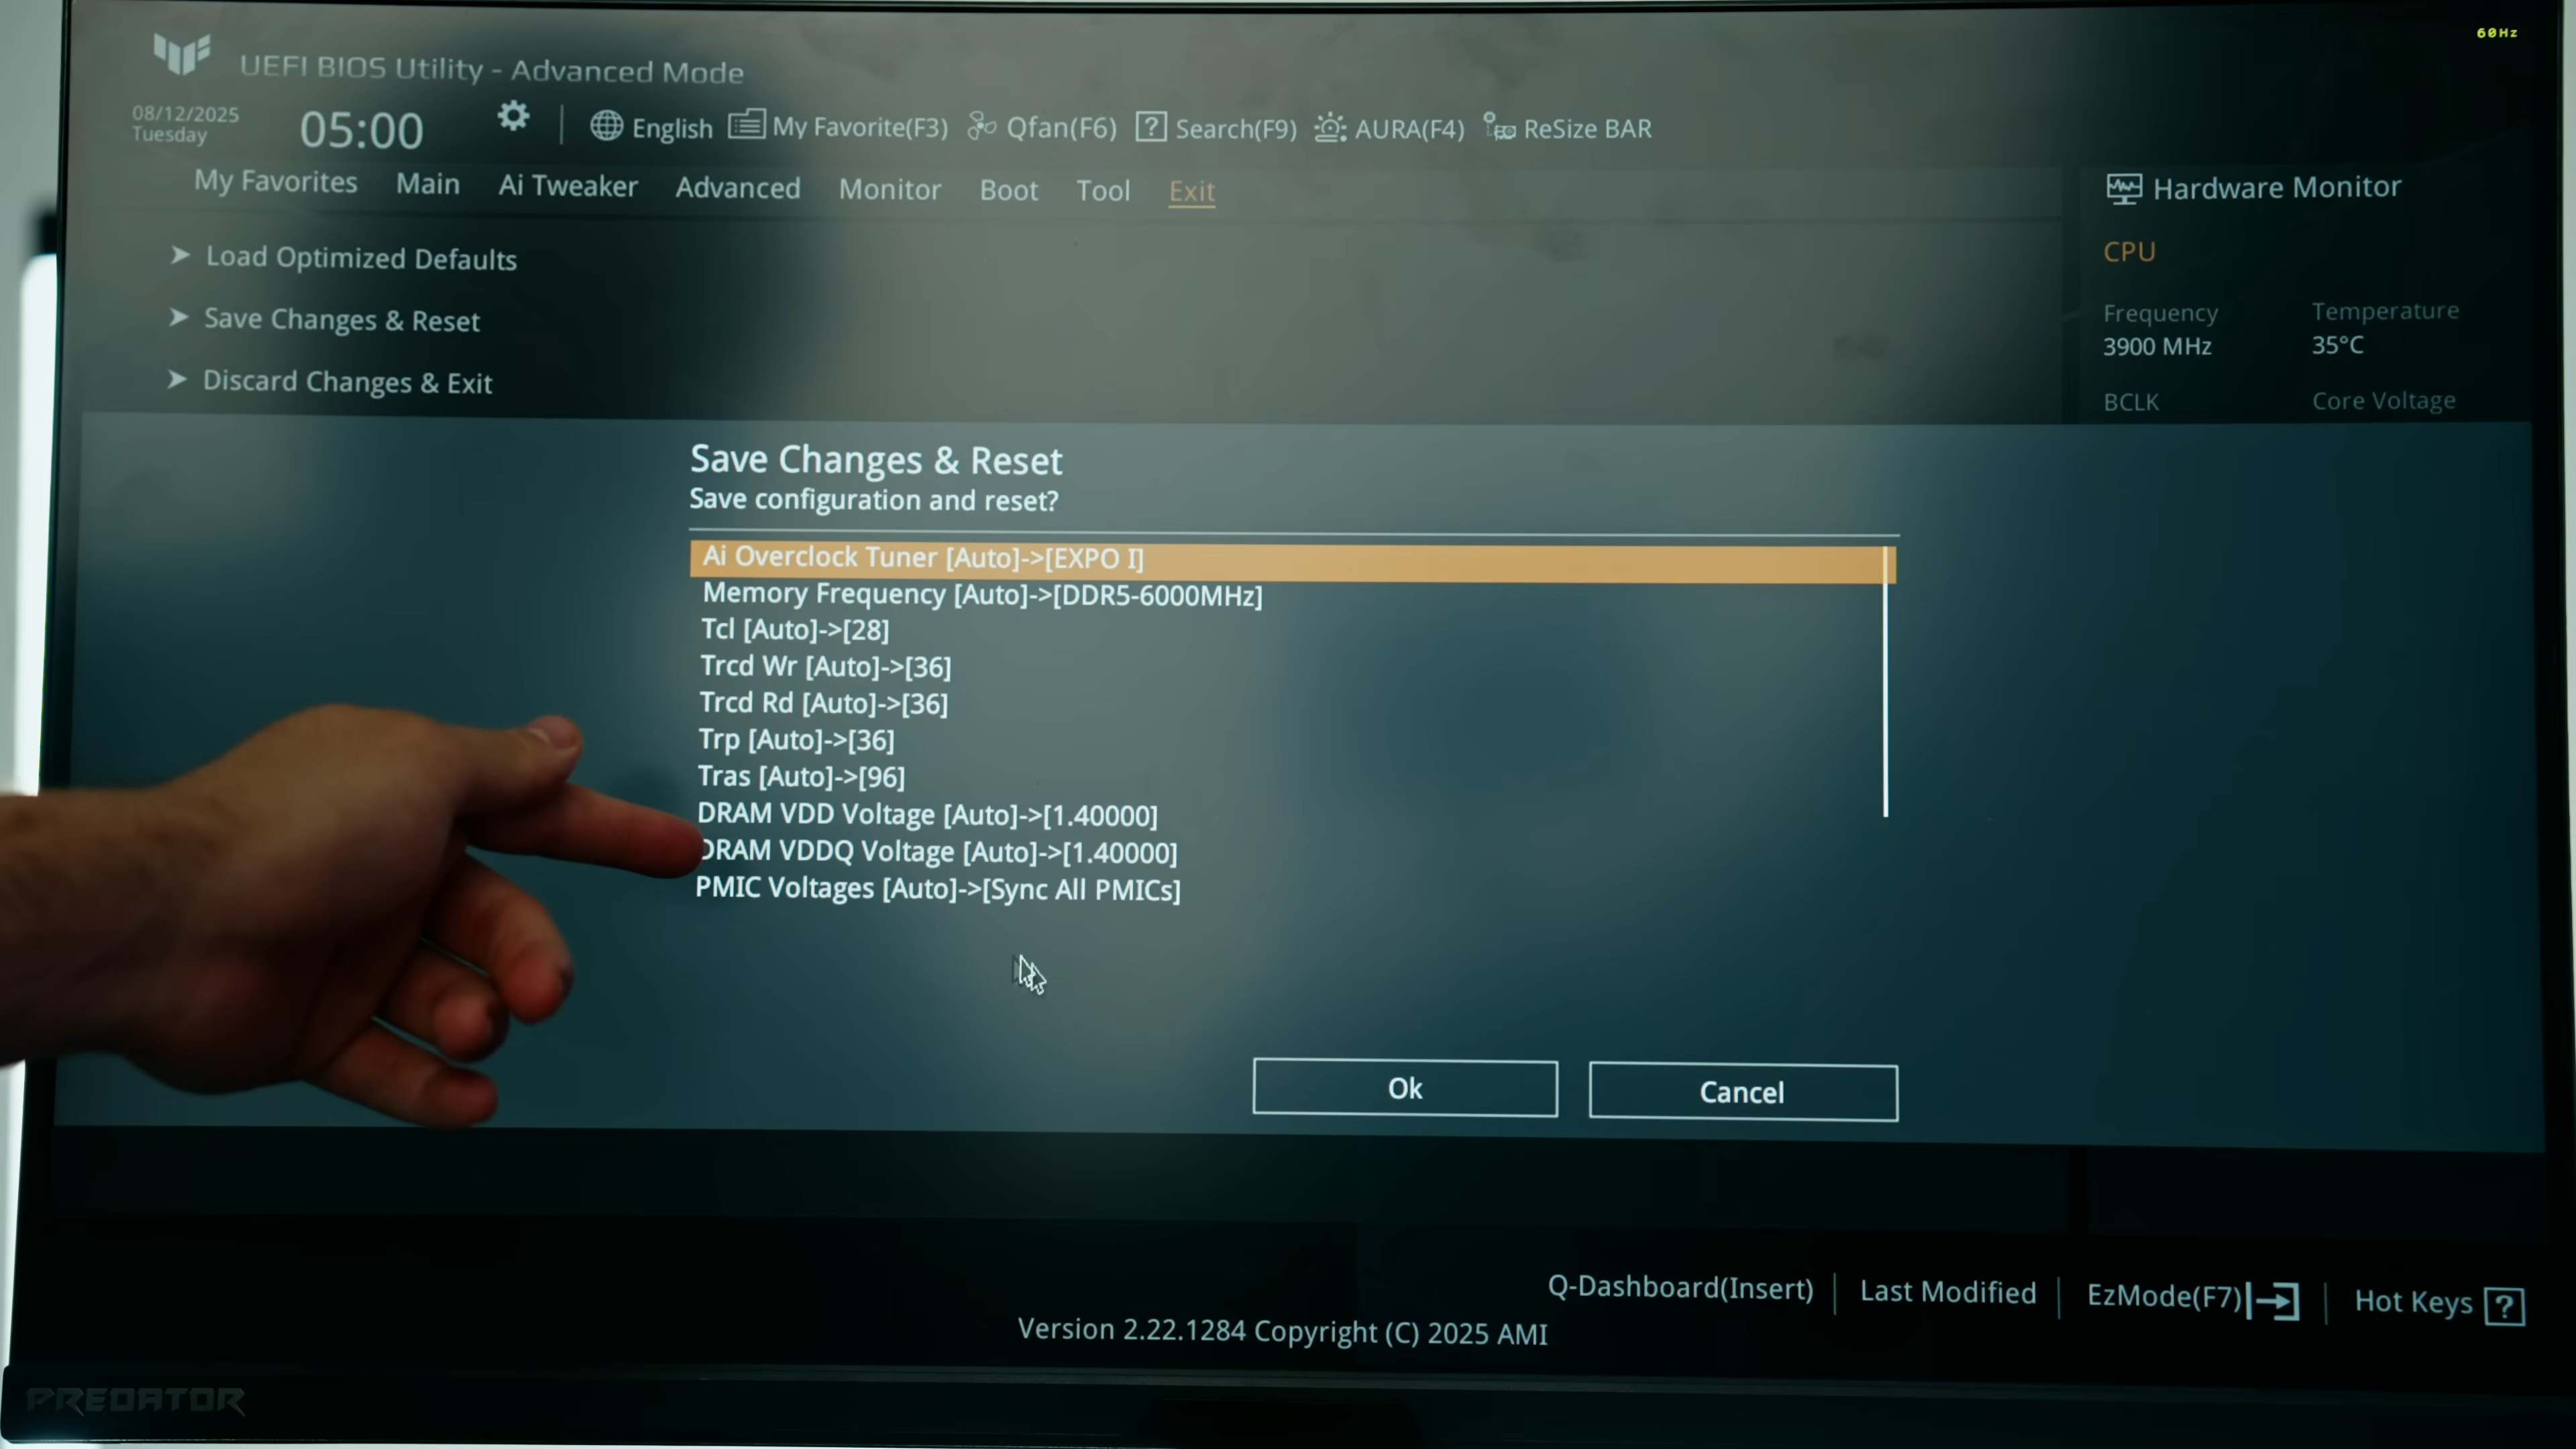 60Hz
UEFI BIOS Utility - Advanced Mode
08/12/2025
Tuesday
05:00
English
My Favorite(F3)
Qfan(F6)
? Search(F9)
AURA(F4)
ReSize BAR
My Favorites Main Ai Tweaker Advanced Monitor Boot Tool Exit
Hardware Monitor
Load Optimized Defaults
Save Changes & Reset
Discard Changes & Exit
CPU
Frequency Temperature
3900 MHz 35°C
BCLK Core Voltage
Save Changes & Reset
Save configuration and reset?
Ai Overclock Tuner [Auto]->[EXPO I]
Memory Frequency [Auto]->[DDR5-6000MHz]
Tcl [Auto]->[28]
Trcd Wr [Auto]->[36]
Trcd Rd [Auto]->[36]
Trp [Auto]->[36]
Tras [Auto]->[96]
DRAM VDD Voltage [Auto]->[1.40000]
DRAM VDDQ Voltage [Auto]->[1.40000]
PMIC Voltages [Auto]->[Sync All PMICs]
Ok
Cancel
Q-Dashboard(Insert) Last Modified EzMode(F7) Hot Keys ?
Version 2.22.1284 Copyright (C) 2025 AMI
PREDATOR